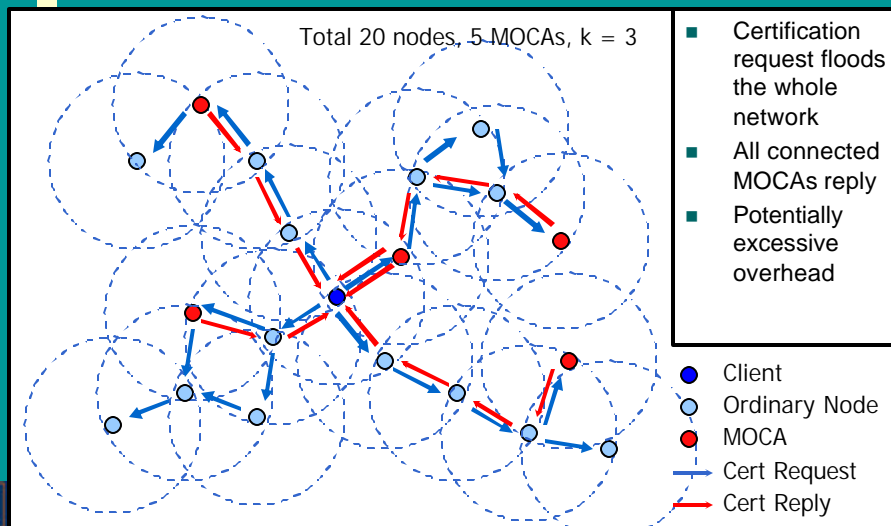 Total 20 nodes, 5 MOCAs, k = 3
Certification
request floods
the whole
network
All connected
MOCAs reply
Potentially
excessive
overhead
Client
Ordinary Node
MOCA
Cert Request
Cert Reply